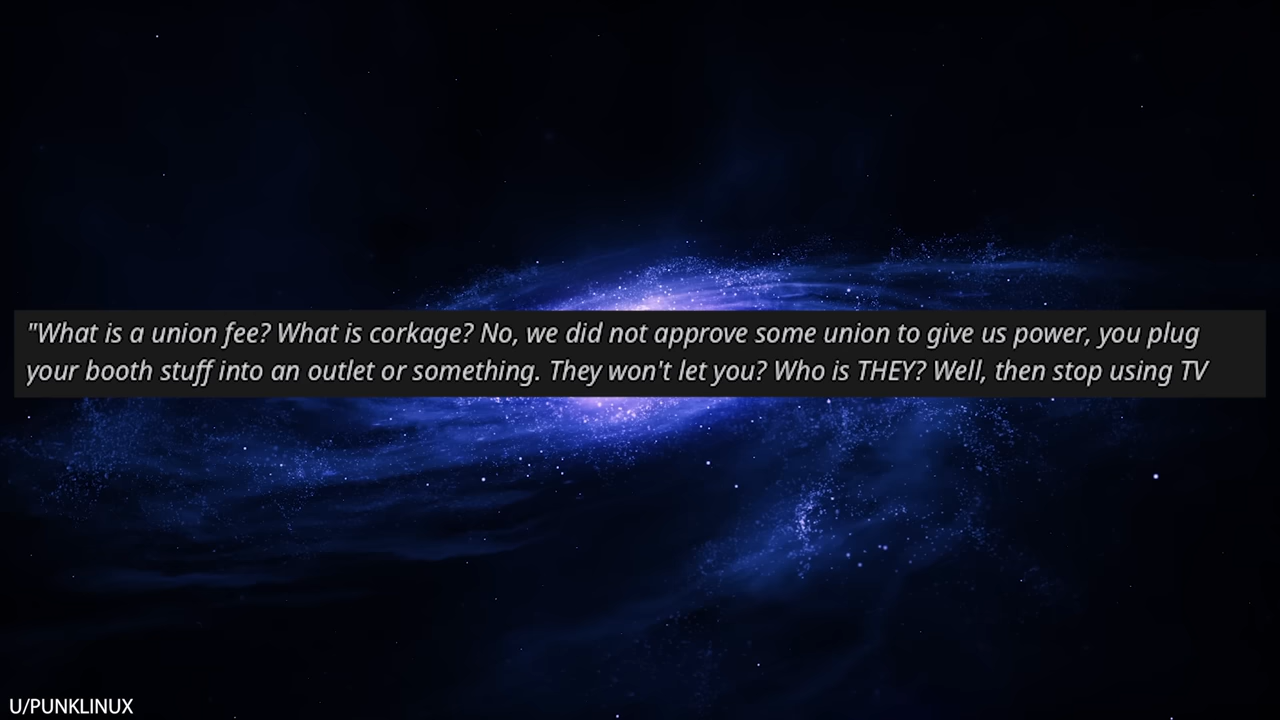 "What is a union fee? What is corkage? No, we did not approve some union to give us power, you plug
your booth stuff into an outlet or something. They won't let you? Who is THEY? Well, then stop using TV
U/PUNKLINUX